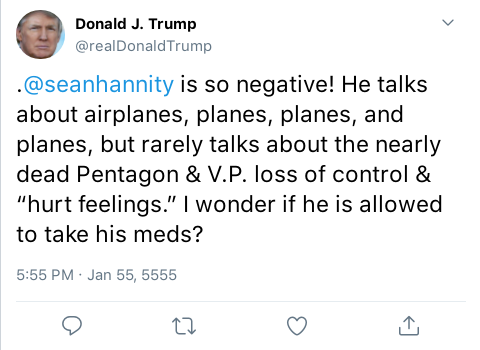 Donald J. Trump
@realDonaldTrump
.@seanhannity is so negative! He talks
about airplanes, planes, planes, and
planes, but rarely talks about the nearly
dead Pentagon & V.P. loss of control &
“hurt feelings.” I wonder if he is allowed
to take his meds?
5:55 PM · Jan 55, 5555